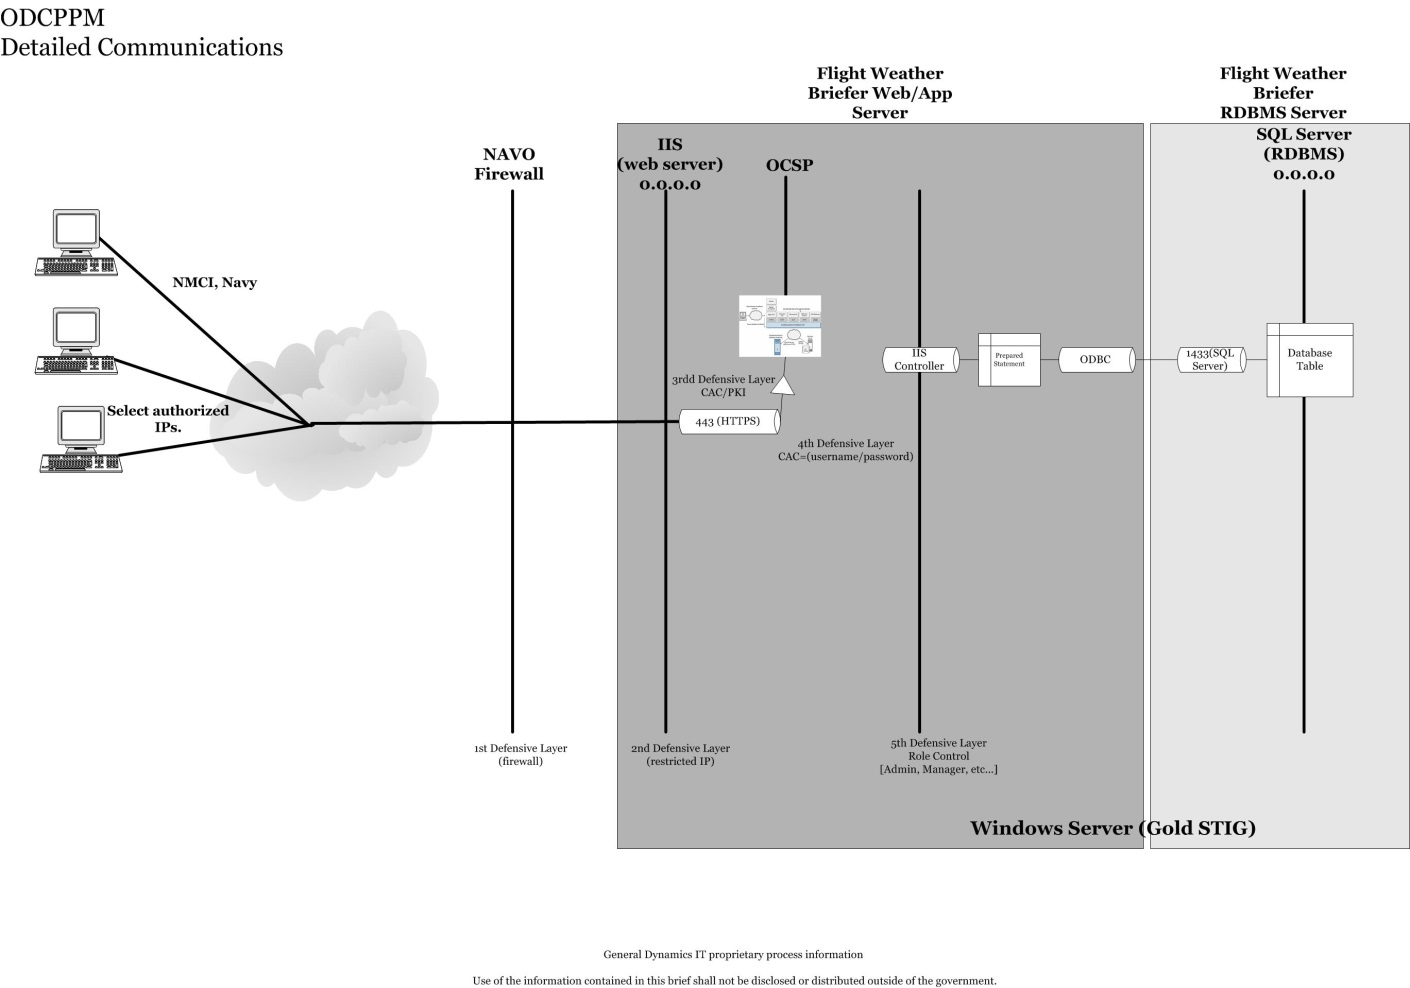 ODCPPM
Detailed Communications
Flight Weather
Briefer Web/App
Server
Flight Weather
Briefer
RDBMS Server
SQL Server
(RDBMS)
0.0.0.0
NAVO
Firewall
IIS
(web server)
0.0.0.0
OCSP
NMCI, Navy
Select authorized
IPs.
3rdd Defensive Layer
CAC/PKI
443 (HTTPS)
4th Defensive Layer
CAC=(username/password)
IIS
Controller
Prepared
Statement
ODBC
1433(SQL
Server)
Database
Table
1st Defensive Layer
(firewall)
2nd Defensive Layer
(restricted IP)
5th Defensive Layer
Role Control
[Admin, Manager, etc...]
Windows Server (Gold STIG)
General Dynamics IT proprietary process information
Use of the information contained in this brief shall not be disclosed or distributed outside of the government.